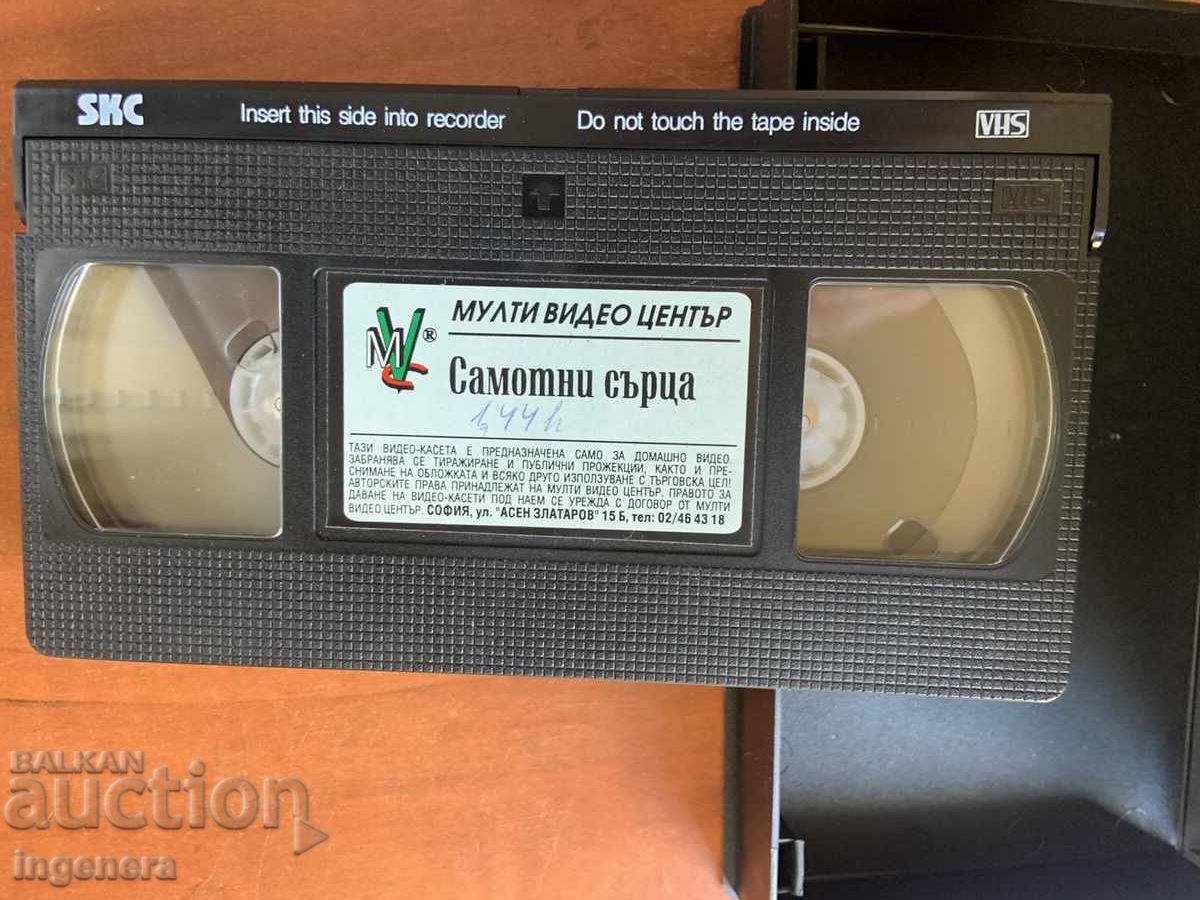 SKC Insert this side into recorder Do not touch the tape inside VHS
SKC VHS
MVC® МУЛТИ ВИДЕО ЦЕНТЪР
Самотни сърца
1,44h
ТАЗИ ВИДЕО-КАСЕТА Е ПРЕДНАЗНАЧЕНА САМО ЗА ДОМАШНО ВИДЕО.
ЗАБРАНЯВА СЕ ТИРАЖИРАНЕ И ПУБЛИЧНИ ПРОЖЕКЦИИ, КАКТО И ПРЕ-
СНИМАНЕ НА ОБЛОЖКАТА И ВСЯКО ДРУГО ИЗПОЛЗУВАНЕ С ТЪРГОВСКА ЦЕЛ!
АВТОРСКИТЕ ПРАВА ПРИНАДЛЕЖАТ НА МУЛТИ ВИДЕО ЦЕНТЪР. ПРАВОТО ЗА
ДАВАНЕ НА ВИДЕО-КАСЕТИ ПОД НАЕМ СЕ УРЕЖДА С ДОГОВОР ОТ МУЛТИ
ВИДЕО ЦЕНТЪР. СОФИЯ, ул. "АСЕН ЗЛАТАРОВ" 15 Б, тел: 02/46 43 18
BALKAN
auction
ingenera